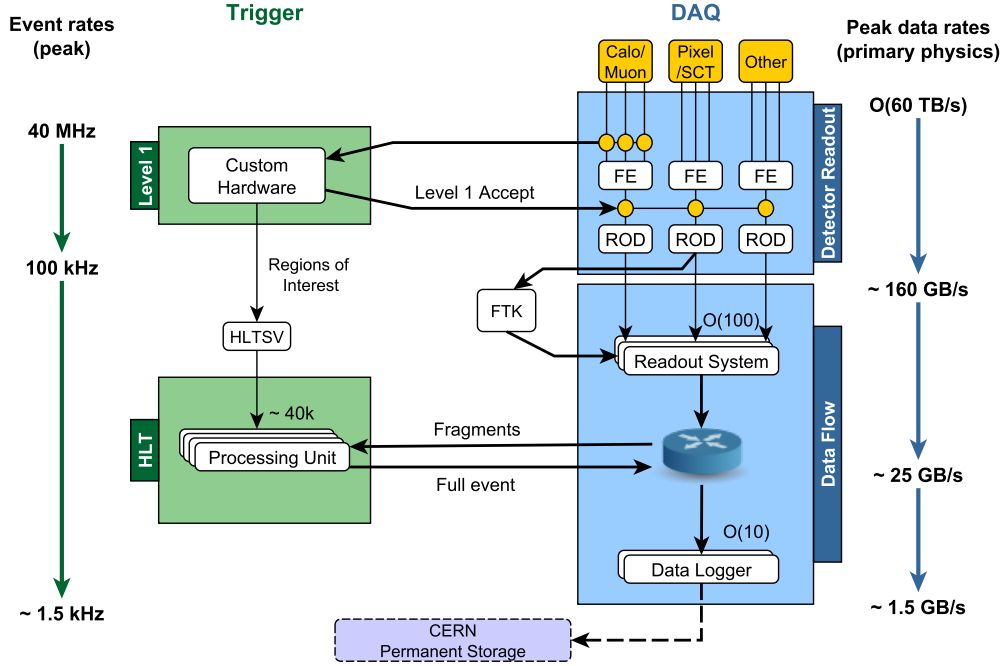 Trigger
DAQ
Event rates
(peak)
Peak data rates
(primary physics)
Calo/
Muon
Pixel
/SCT
Other
40 MHz
O(60 TB/s)
Level 1
Custom
Hardware
Level 1 Accept
FE
FE
FE
Detector Readout
ROD
ROD
ROD
100 kHz
Regions of
Interest
~ 160 GB/s
FTK
HLTSV
O(100)
Readout System
~ 40k
HLT
Processing Unit
Fragments
Full event
Data Flow
~ 25 GB/s
O(10)
Data Logger
~ 1.5 kHz
~ 1.5 GB/s
CERN
Permanent Storage